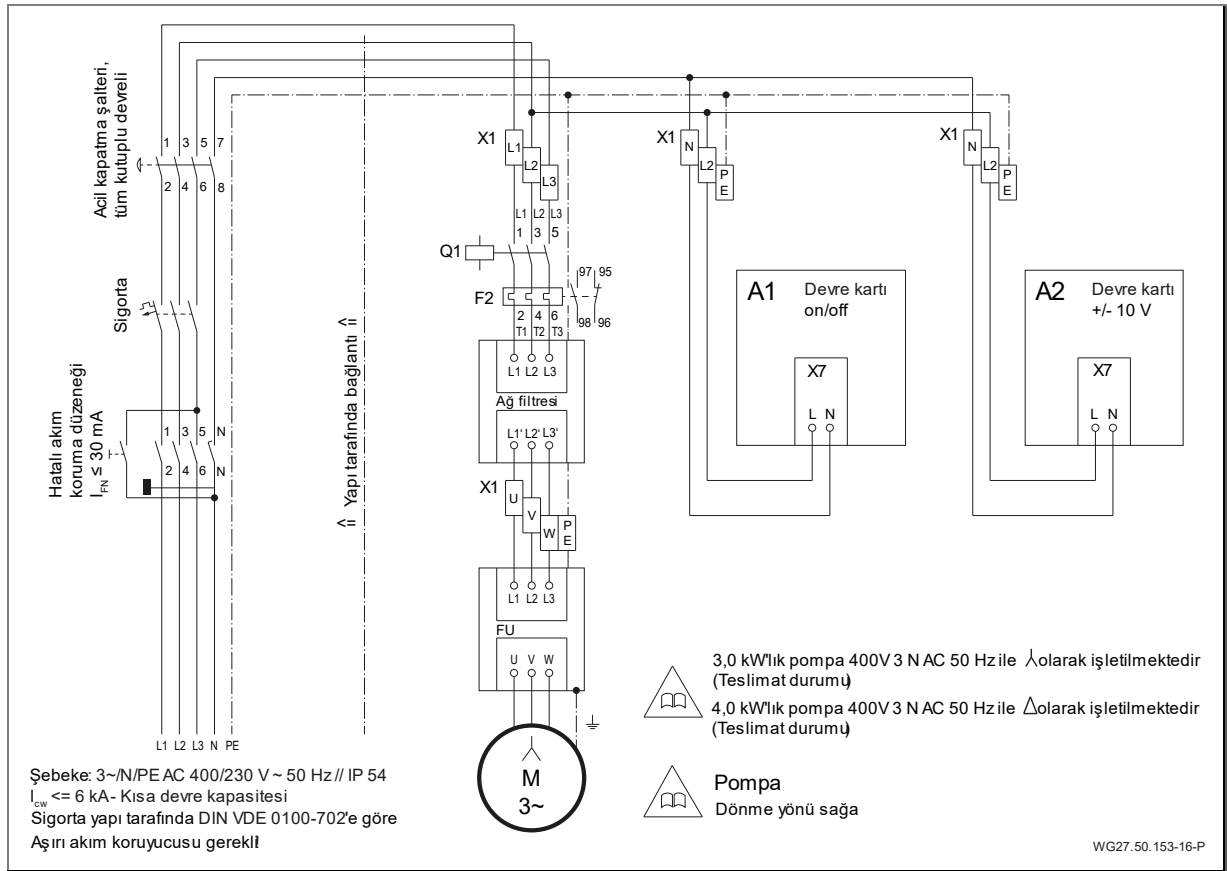 Acil kapatma şalteri,
tüm kutuplu devreli
1 3 5 7
2 4 6 8
Sigorta
Hatalı akım
koruma düzeneği
I_FN ≤ 30 mA
1 3 5 N
2 4 6 N
L1 L2 L3 N PE
<= Yapı tarafında bağlantı =>
X1
L1
L2
L3
L1 L2 L3
1 3 5
Q1
F2
97 95
98 96
2 4 6
T1 T2 T3
L1 L2 L3
Ağ filtresi
L1' L2' L3'
X1
U
V
W
PE
L1 L2 L3
FU
U V W
M
3~
X1
N
L2
PE
A1
Devre kartı
on/off
X7
L N
X1
N
L2
PE
A2
Devre kartı
+/- 10 V
X7
L N
3,0 kW'lık pompa 400V 3 N AC 50 Hz ile olarak işletilmektedir
(Teslimat durumu)
4,0 kW'lık pompa 400V 3 N AC 50 Hz ile Δ olarak işletilmektedir
(Teslimat durumu)
Pompa
Dönme yönü sağa
Şebeke: 3~/N/PE AC 400/230 V ~ 50 Hz // IP 54
I_cw <= 6 kA- Kısa devre kapasitesi
Sigorta yapı tarafında DIN VDE 0100-702'e göre
Aşırı akım koruyucusu gerekli!
WG27.50.153-16-P